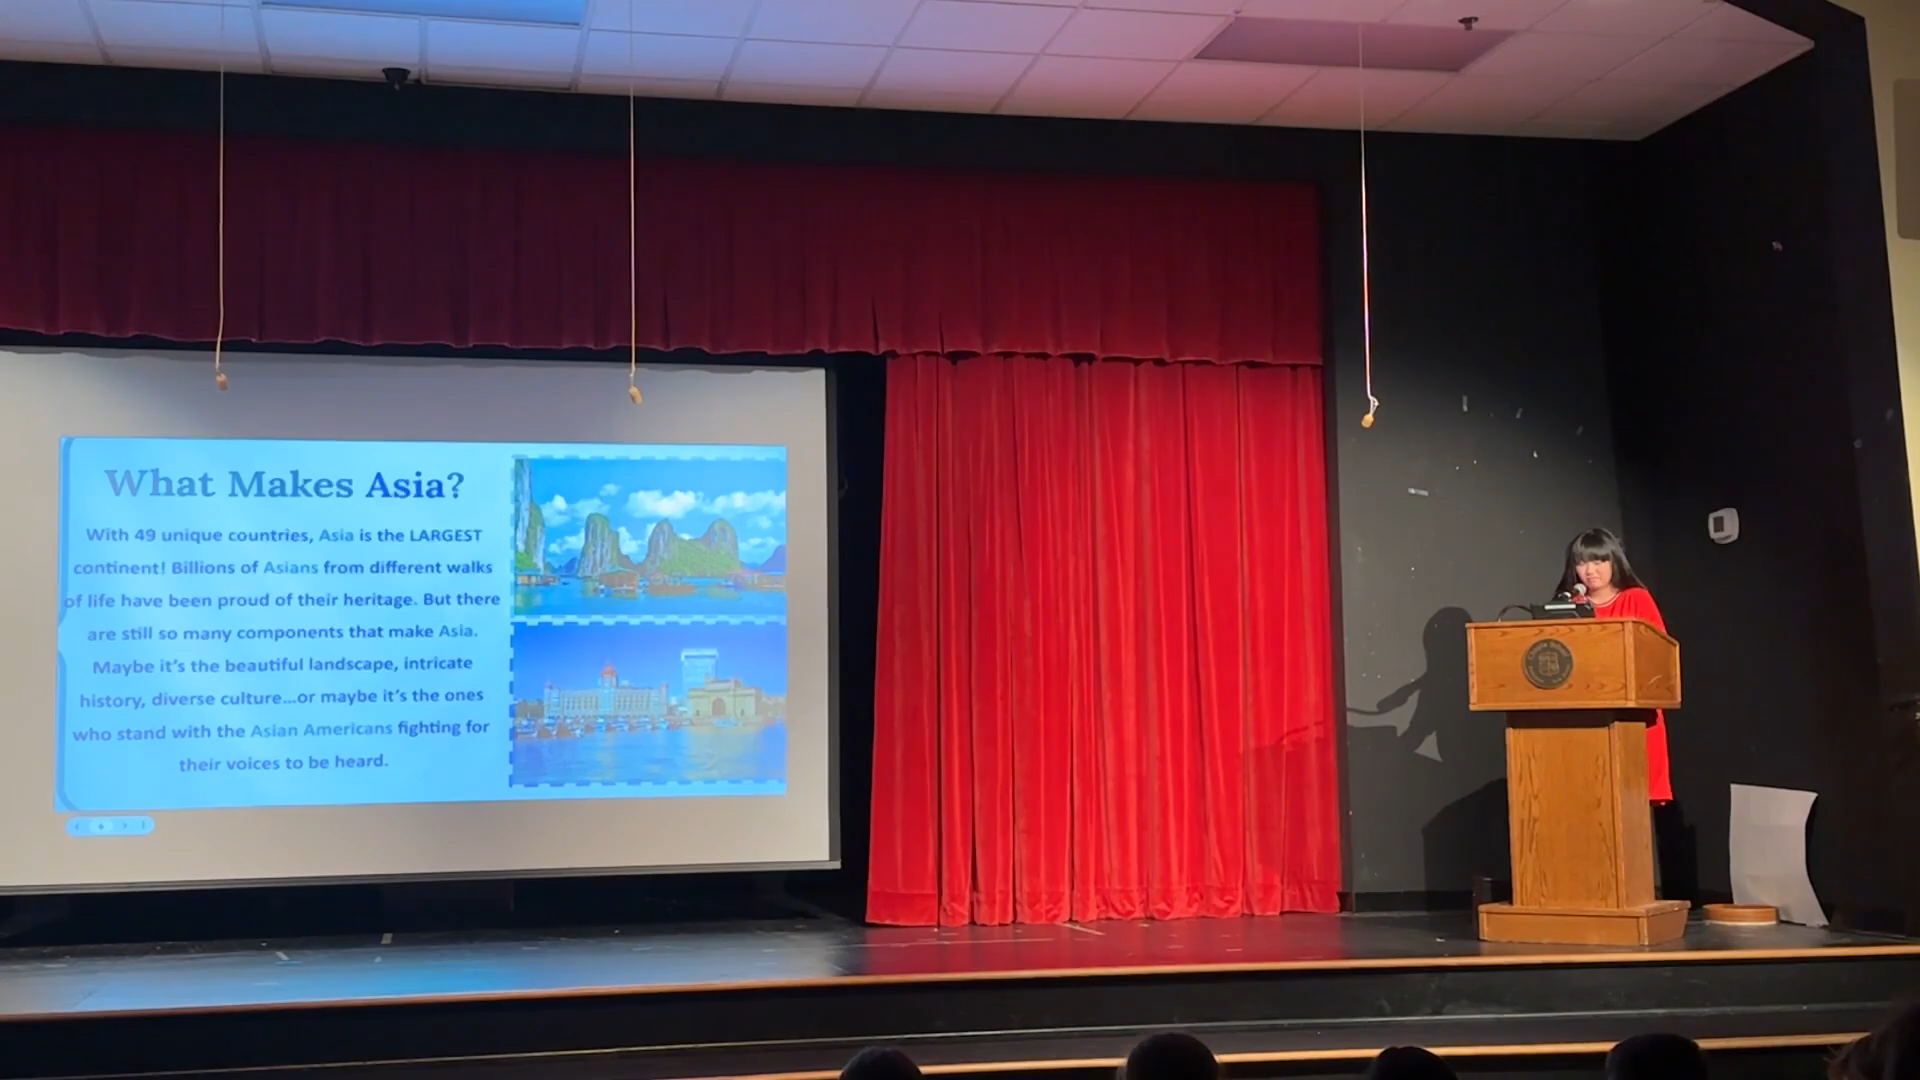 What Makes Asia?
With 49 unique countries, Asia is the LARGEST
continent! Billions of Asians from different walks
of life have been proud of their heritage. But there
are still so many components that make Asia.
Maybe it's the beautiful landscape, intricate
history, diverse culture...or maybe it's the ones
who stand with the Asian Americans fighting for
their voices to be heard.